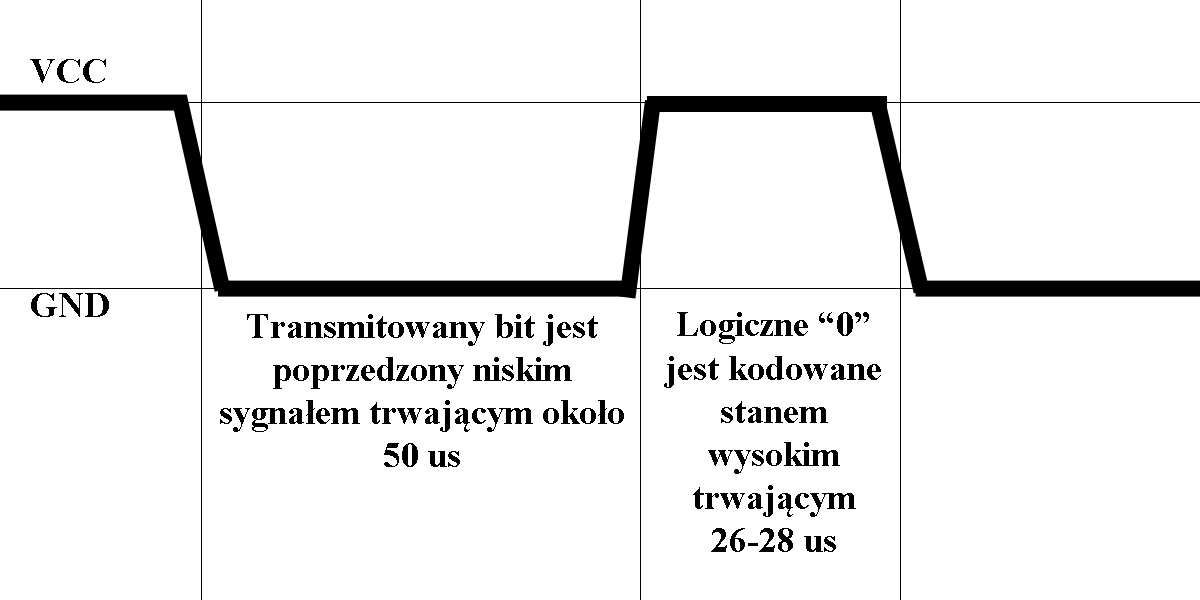 VCC
GND
Transmitowany bit jest
poprzedzony niskim
sygnałem trwającym około
50 us
Logiczne “0”
jest kodowane
stanem
wysokim
trwającym
26-28 us